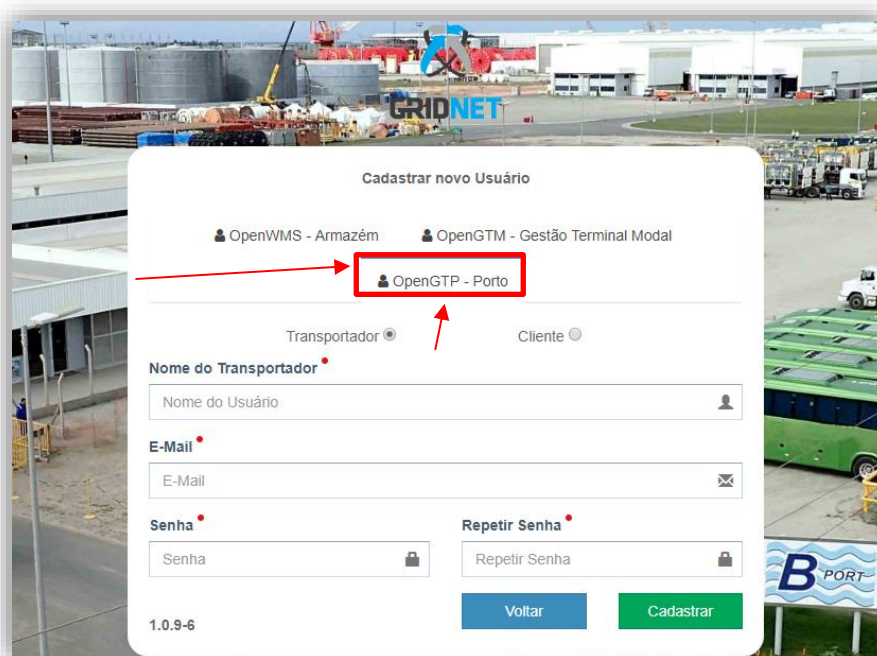 GRIDNET
Cadastrar novo Usuário
OpenWMS - Armazém OpenGTM - Gestão Terminal Modal
OpenGTP - Porto
Transportador Cliente
Nome do Transportador
Nome do Usuário
E-Mail
E-Mail
Senha Repetir Senha
Senha Repetir Senha
Voltar Cadastrar
1.0.9-6
B PORT